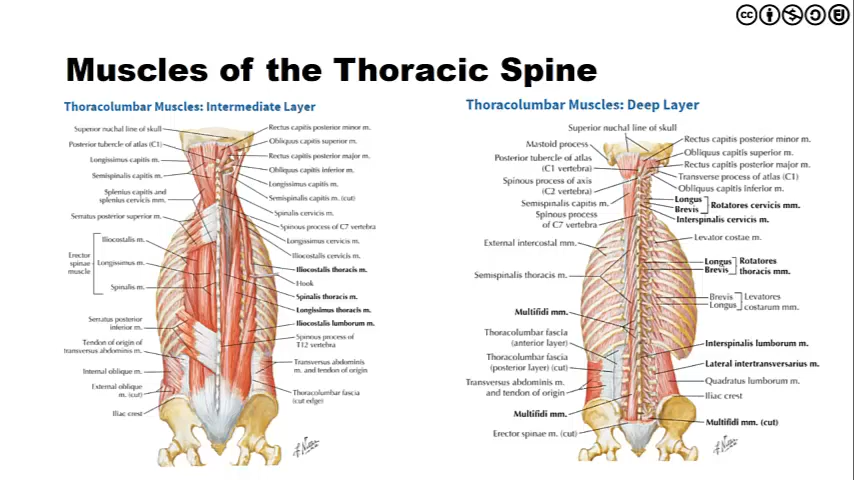 Muscles of the Thoracic Spine
Thoracolumbar Muscles: Intermediate Layer
Superior nuchal line of skull
Posterior tubercle of atlas (C1)
Longissimus capitis m.
Semispinalis capitis m.
Splenius capitis and
splenius cervicis mm.
Serratus posterior superior m.
Erector
spinae
muscle
Iliocostalis m.
Longissimus m.
Spinalis m.
Serratus posterior
inferior m.
Tendon of origin of
transversus abdominis m.
Internal oblique m.
External oblique
m. (cut)
Iliac crest
Rectus capitis posterior minor m.
Obliquus capitis superior m.
Rectus capitis posterior major m.
Obliquus capitis inferior m.
Longissimus capitis m.
Semispinalis capitis m. (cut)
Spinalis cervicis m.
Spinous process of C7 vertebra
Longissimus cervicis m.
Iliocostalis cervicis m.
Iliocostalis thoracis m.
Hook
Spinalis thoracis m.
Longissimus thoracis m.
Iliocostalis lumborum m.
Spinous process of
T12 vertebra
Transversus abdominis
m. and tendon of origin
Thoracolumbar fascia
(cut edge)
Thoracolumbar Muscles: Deep Layer
Superior nuchal line of skull
Mastoid process
Posterior tubercle of atlas
(C1 vertebra)
Spinous process of axis
(C2 vertebra)
Semispinalis capitis m.
Spinous process
of C7 vertebra
External intercostal mm.
Semispinalis thoracis m.
Multifidi mm.
Thoracolumbar fascia
(anterior layer)
Thoracolumbar fascia
(posterior layer) (cut)
Transversus abdominis m.
and tendon of origin
Multifidi mm.
Erector spinae m. (cut)
Rectus capitis posterior minor m.
Obliquus capitis superior m.
Rectus capitis posterior major m.
Transverse process of atlas (C1)
Obliquus capitis inferior m.
Longus
Brevis
Rotatores cervicis mm.
Interspinalis cervicis m.
Levator costae m.
Longus
Brevis
Rotatores
thoracis mm.
Brevis
Longus
Levatores
costarum mm.
Interspinalis lumborum m.
Lateral intertransversarius m.
Quadratus lumborum m.
Iliac crest
Multifidi mm. (cut)